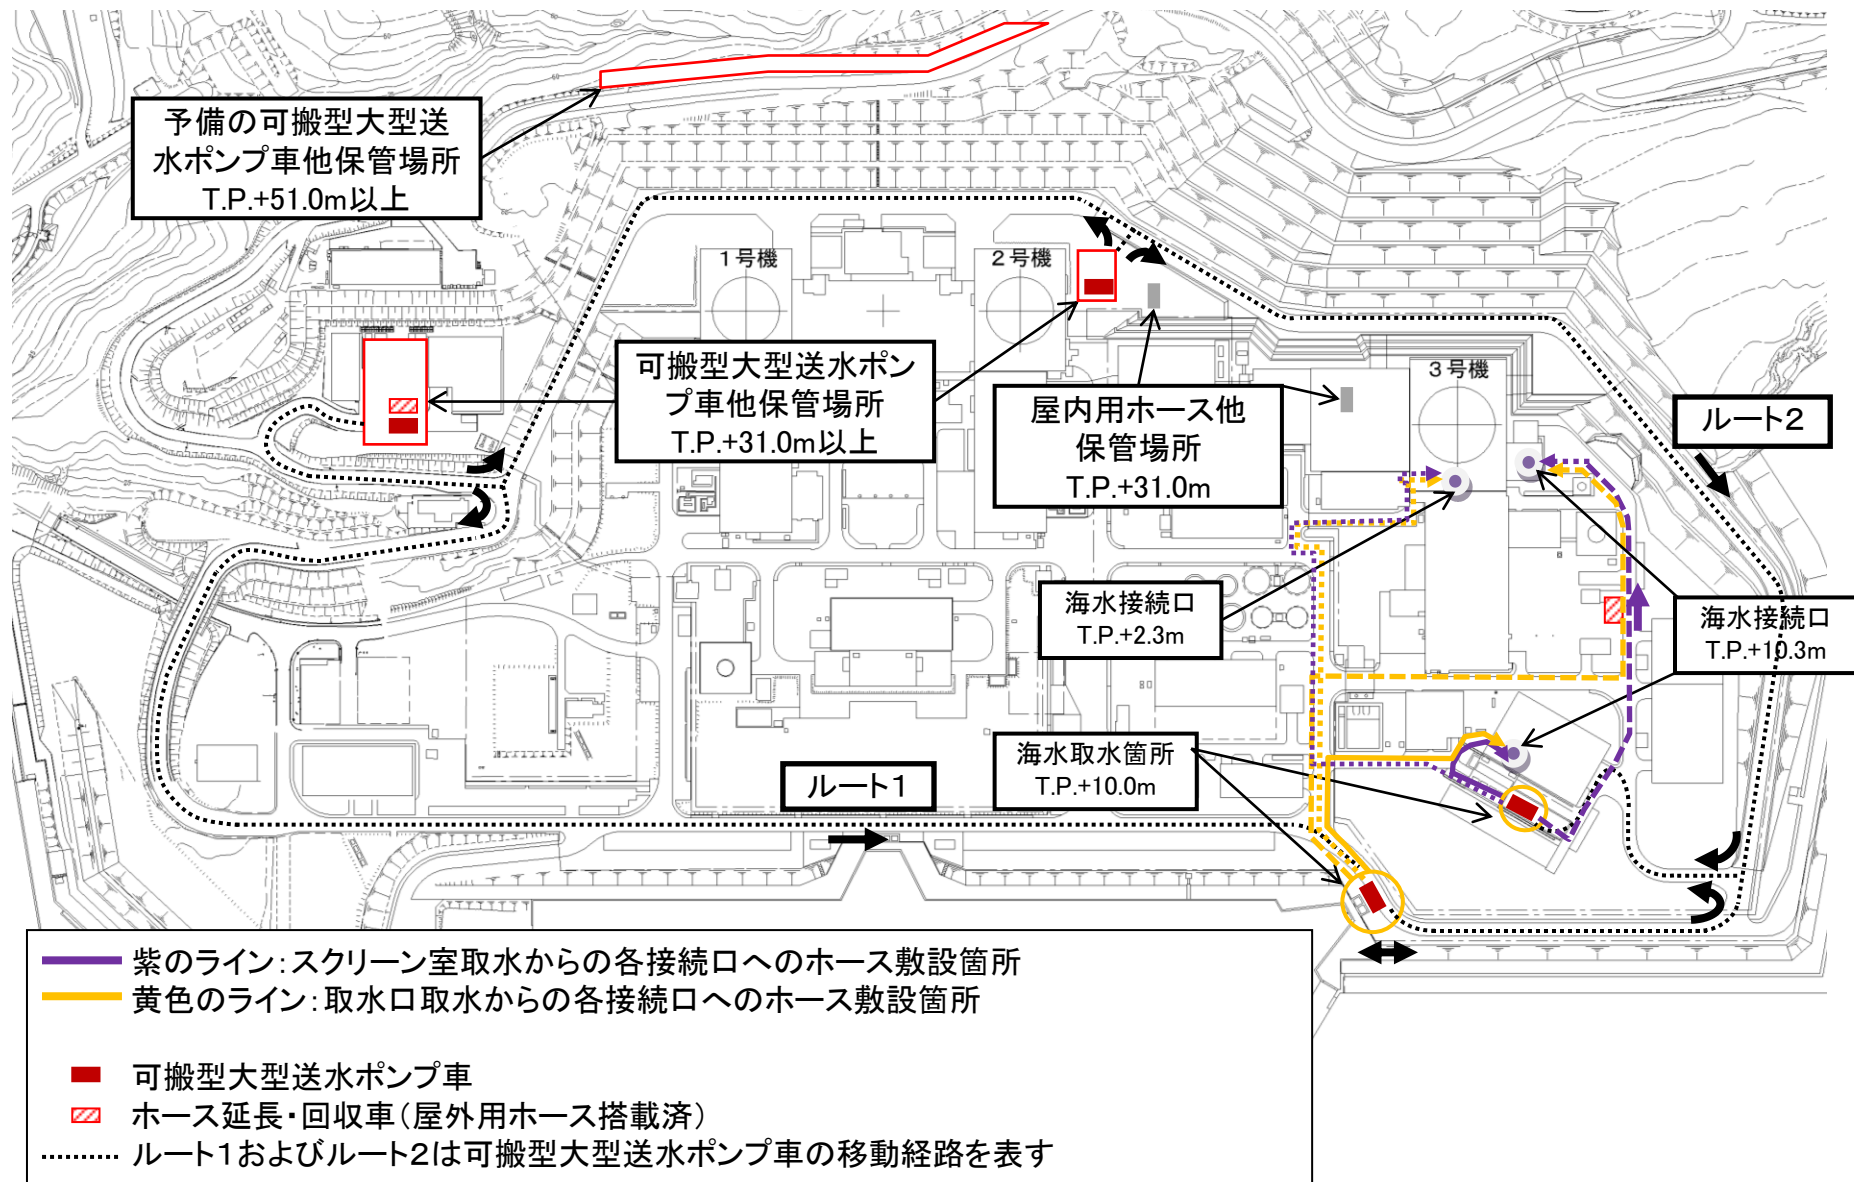 予備の可搬型大型送
水ポンプ車他保管場所
T.P.+51.0m以上
1号機
2号機
可搬型大型送水ポン
プ車他保管場所
T.P.+31.0m以上
屋内用ホース他
保管場所
T.P.+31.0m
3号機
ルート2
海水接続口
T.P.+2.3m
海水接続口
T.P.+10.3m
海水取水箇所
T.P.+10.0m
ルート1
紫のライン:スクリーン室取水からの各接続口へのホース敷設箇所
黄色のライン:取水口取水からの各接続口へのホース敷設箇所
可搬型大型送水ポンプ車
ホース延長・回収車(屋外用ホース搭載済)
ルート1およびルート2は可搬型大型送水ポンプ車の移動経路を表す